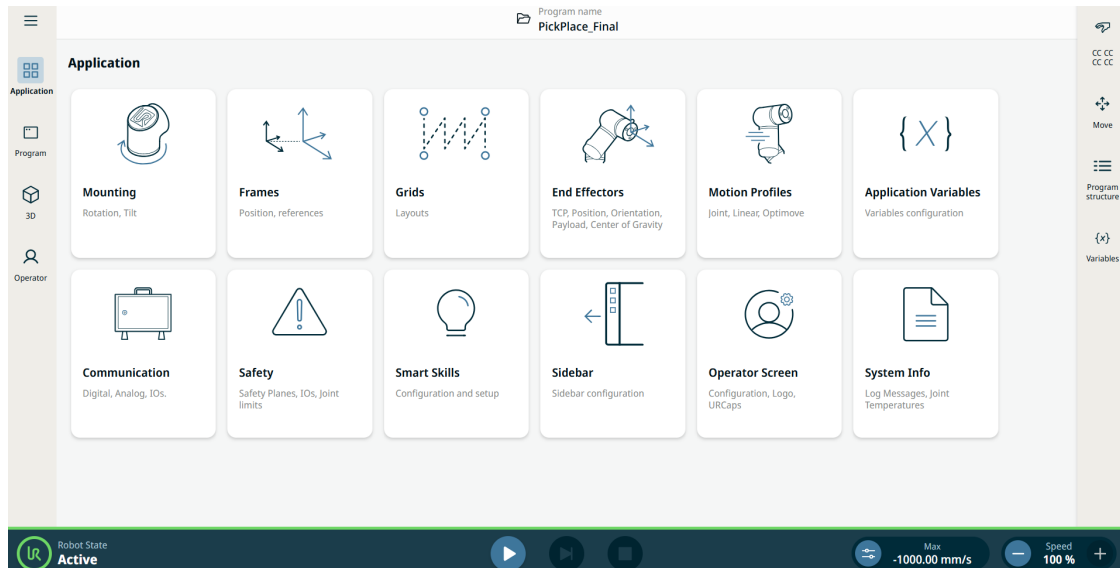 Program name
PickPlace_Final
Application
Program
3D
Operator
Application
Mounting
Rotation, Tilt
Frames
Position, references
Grids
Layouts
End Effectors
TCP, Position, Orientation,
Payload, Center of Gravity
Motion Profiles
Joint, Linear, Optimove
{X}
Application Variables
Variables configuration
Communication
Digital, Analog, IOs.
Safety
Safety Planes, IOs, Joint
limits
Smart Skills
Configuration and setup
Sidebar
Sidebar configuration
Operator Screen
Configuration, Logo,
URCaps
System Info
Log Messages, Joint
Temperatures
CC CC
CC CC
Move
Program
structure
{x}
Variables
UR
Robot State
Active
Max
-1000.00 mm/s
Speed
100 %